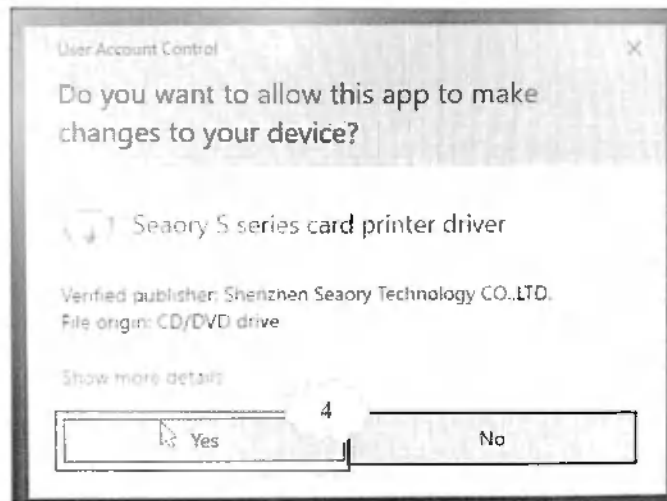 User Account Control
Do you want to allow this app to make
changes to your device?
Seaory S series card printer driver
Verified publisher: Shenzhen Seaory Technology CO.,LTD.
File origin: CD/DVD drive
Show more details
4
Yes
No